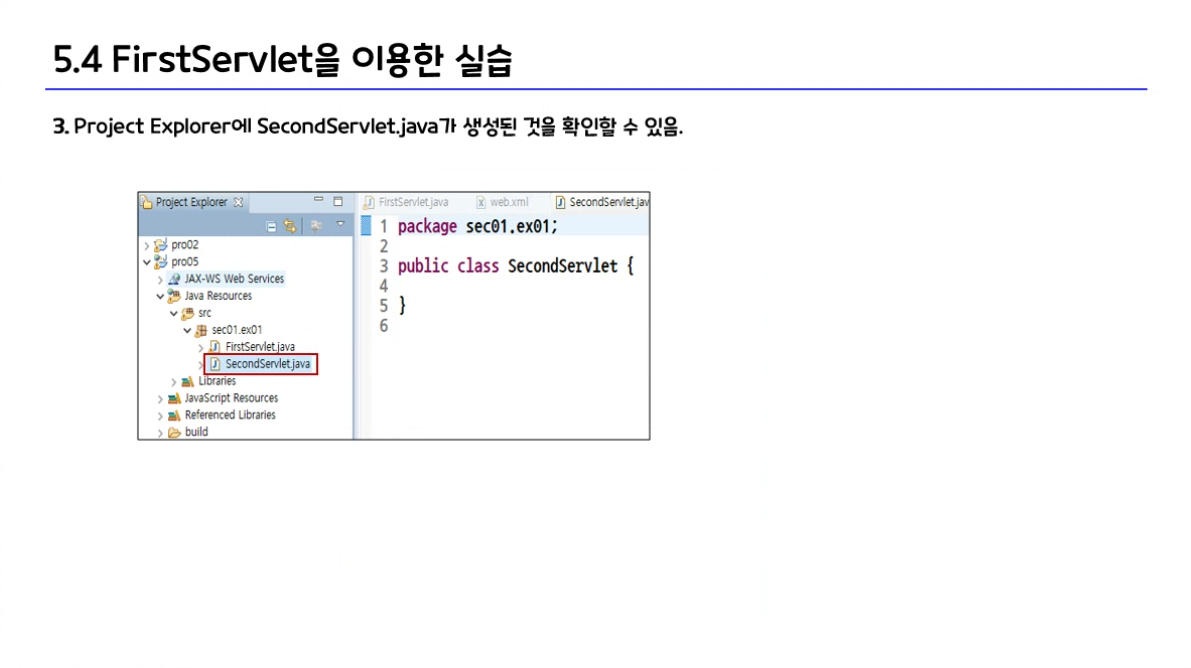 5.4 FirstServlet을 이용한 실습
3. Project Explorer에 SecondServlet.java가 생성된 것을 확인할 수 있음.
Project Explorer
FirstServlet.java web.xml SecondServlet.jav
pro02
pro05
JAX-WS Web Services
Java Resources
src
sec01.ex01
FirstServlet.java
SecondServlet.java
Libraries
JavaScript Resources
Referenced Libraries
build
1 package sec01.ex01;
2
3 public class SecondServlet {
4
5 }
6